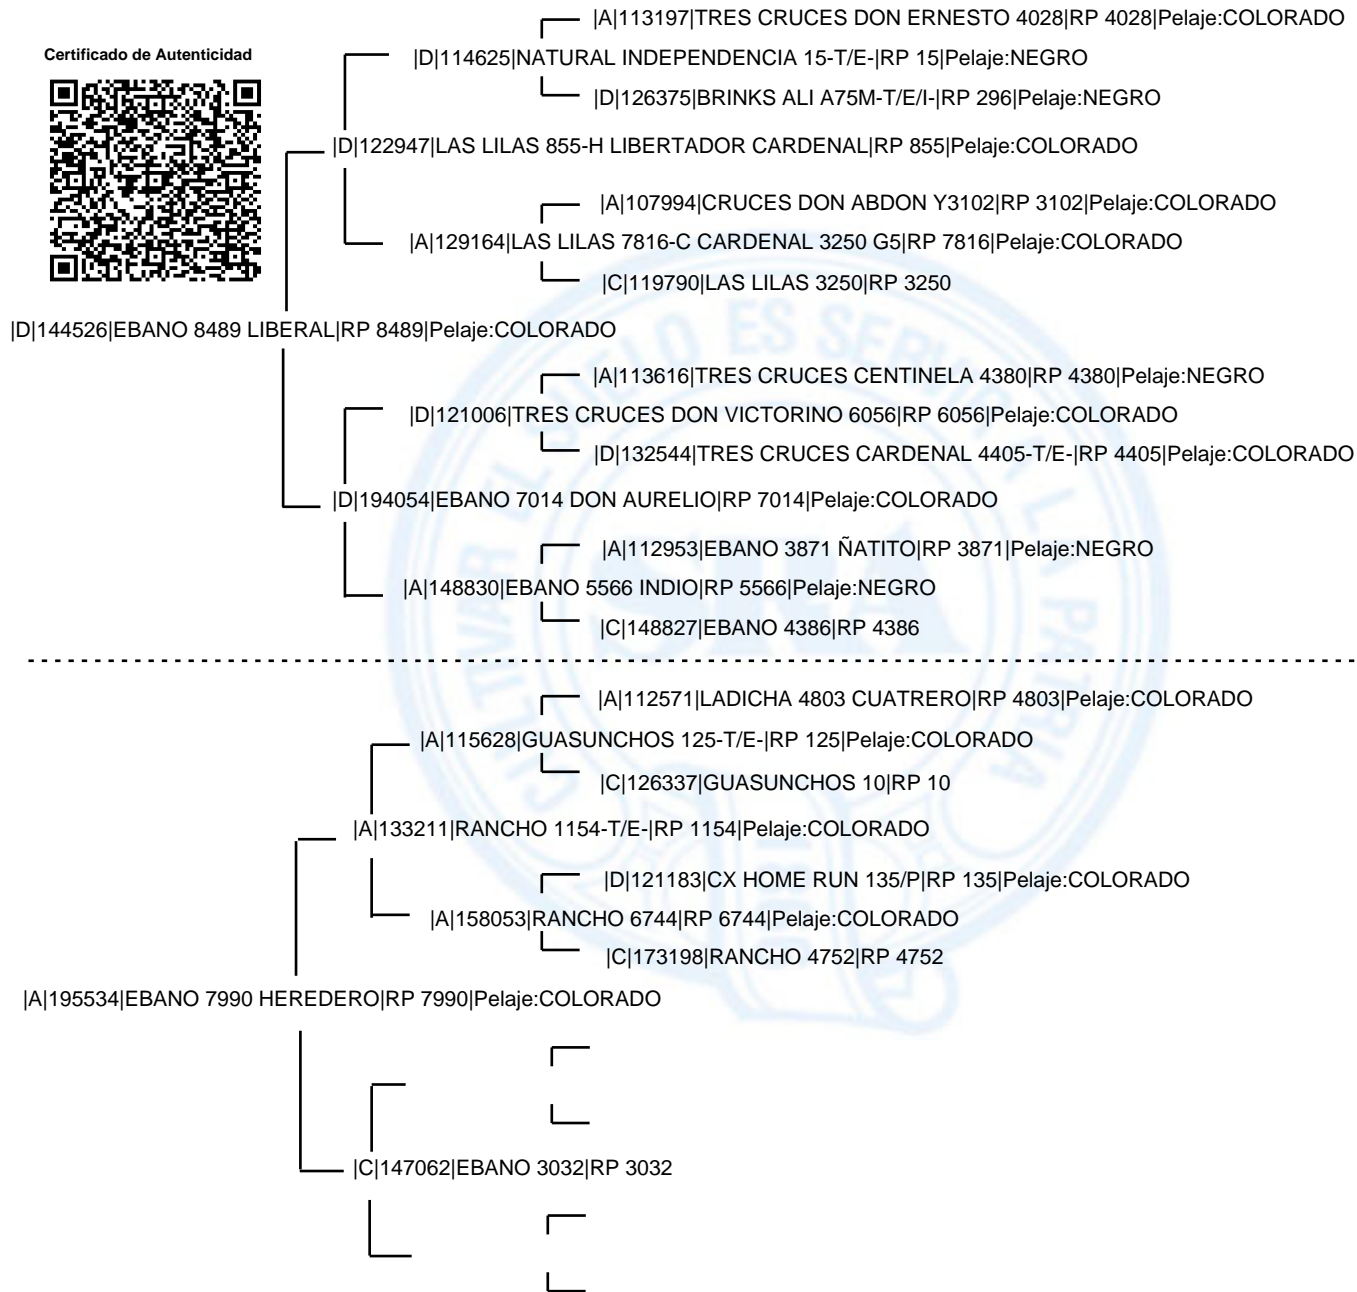 |A|113197|TRES CRUCES DON ERNESTO 4028|RP 4028|Pelaje:COLORADO
Certificado de Autenticidad
|D|114625|NATURAL INDEPENDENCIA 15-T/E-|RP 15|Pelaje:NEGRO
|D|126375|BRINKS ALI A75M-T/E/I-|RP 296|Pelaje:NEGRO
|D|122947|LAS LILAS 855-H LIBERTADOR CARDENAL|RP 855|Pelaje:COLORADO
|A|107994|CRUCES DON ABDON Y3102|RP 3102|Pelaje:COLORADO
|A|129164|LAS LILAS 7816-C CARDENAL 3250 G5|RP 7816|Pelaje:COLORADO
|C|119790|LAS LILAS 3250|RP 3250
|D|144526|EBANO 8489 LIBERAL|RP 8489|Pelaje:COLORADO
|A|113616|TRES CRUCES CENTINELA 4380|RP 4380|Pelaje:NEGRO
|D|121006|TRES CRUCES DON VICTORINO 6056|RP 6056|Pelaje:COLORADO
|D|132544|TRES CRUCES CARDENAL 4405-T/E-|RP 4405|Pelaje:COLORADO
|D|194054|EBANO 7014 DON AURELIO|RP 7014|Pelaje:COLORADO
|A|112953|EBANO 3871 ÑATITO|RP 3871|Pelaje:NEGRO
|A|148830|EBANO 5566 INDIO|RP 5566|Pelaje:NEGRO
|C|148827|EBANO 4386|RP 4386
|A|112571|LADICHA 4803 CUATRERO|RP 4803|Pelaje:COLORADO
|A|115628|GUASUNCHOS 125-T/E-|RP 125|Pelaje:COLORADO
|C|126337|GUASUNCHOS 10|RP 10
|A|133211|RANCHO 1154-T/E-|RP 1154|Pelaje:COLORADO
|D|121183|CX HOME RUN 135/P|RP 135|Pelaje:COLORADO
|A|158053|RANCHO 6744|RP 6744|Pelaje:COLORADO
|C|173198|RANCHO 4752|RP 4752
|A|195534|EBANO 7990 HEREDERO|RP 7990|Pelaje:COLORADO
|C|147062|EBANO 3032|RP 3032
CULTIVAR EL SUELO ES SERVIR A LA PATRIA
SRA